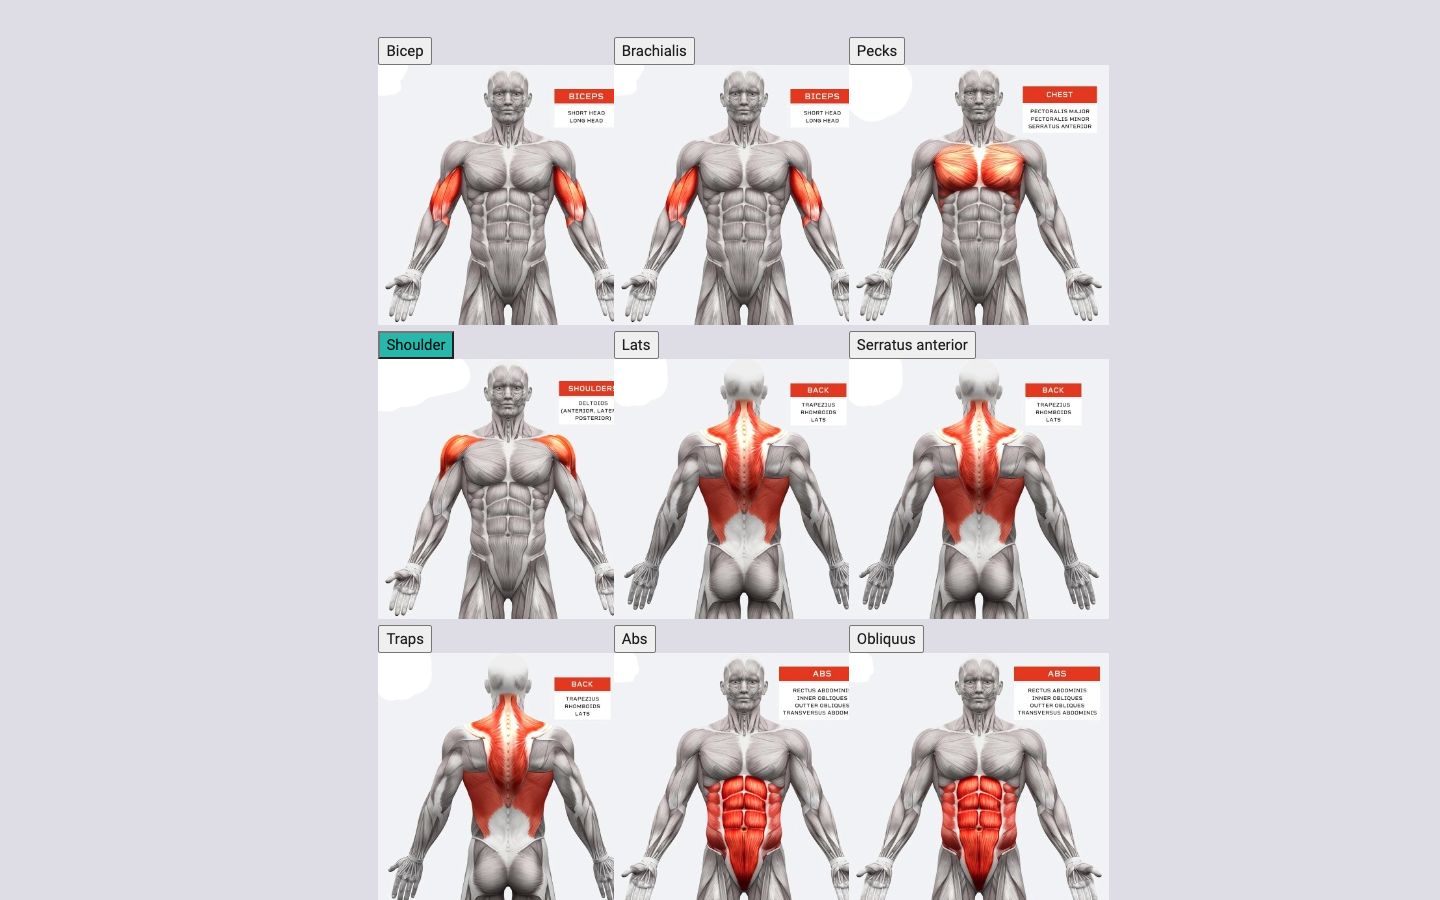 Bicep
BICEPS
SHORT HEAD
LONG HEAD
Brachialis
BICEPS
SHORT HEAD
LONG HEAD
Pecks
CHEST
PECTORALIS MAJOR
PECTORALIS MINOR
SERRATUS ANTERIOR
Shoulder
SHOULDERS
DELTOIDS
(ANTERIOR, LATER
POSTERIOR)
Lats
BACK
TRAPEZIUS
RHOMBOIDS
LATS
Serratus anterior
BACK
TRAPEZIUS
RHOMBOIDS
LATS
Traps
BACK
TRAPEZIUS
RHOMBOIDS
LATS
Abs
ABS
RECTUS ABDOMINIS
INNER OBLIQUES
OUTTER OBLIQUES
TRANSVERSUS ABDOM
Obliquus
ABS
RECTUS ABDOMINIS
INNER OBLIQUES
OUTTER OBLIQUES
TRANSVERSUS ABDOMINIS